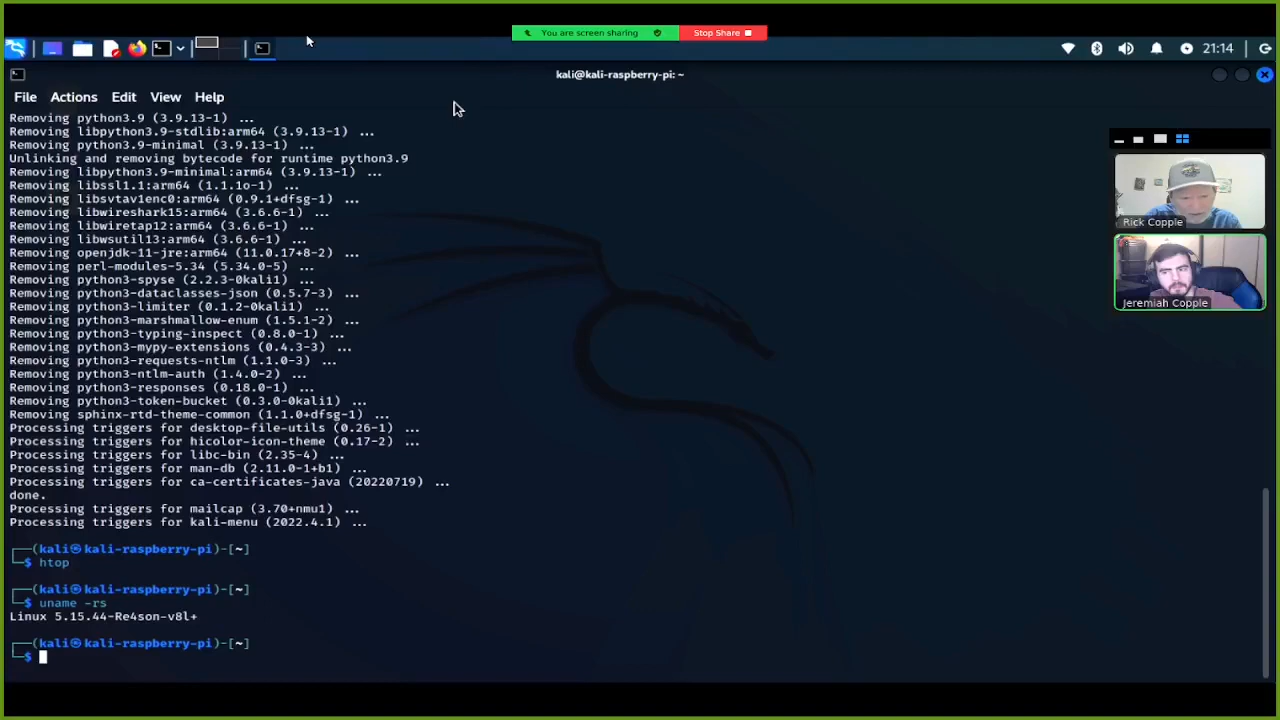 You are screen sharing
Stop Share
21:14
kali@kali-raspberry-pi: ~
File Actions Edit View Help
Removing python3.9 (3.9.13-1) ...
Removing libpython3.9-stdlib:arm64 (3.9.13-1) ...
Removing python3.9-minimal (3.9.13-1) ...
Unlinking and removing bytecode for runtime python3.9
Removing libpython3.9-minimal:arm64 (3.9.13-1) ...
Removing libssl1.1:arm64 (1.1.1o-1) ...
Removing libsvtav1enc0:arm64 (0.9.1+dfsg-1) ...
Removing libwireshark15:arm64 (3.6.6-1) ...
Removing libwiretap12:arm64 (3.6.6-1) ...
Removing libwsutil13:arm64 (3.6.6-1) ...
Removing openjdk-11-jre:arm64 (11.0.17+8-2) ...
Removing perl-modules-5.34 (5.34.0-5) ...
Removing python3-spyse (2.2.3-0kali1) ...
Removing python3-dataclasses-json (0.5.7-3) ...
Removing python3-limiter (0.1.2-0kali1) ...
Removing python3-marshmallow-enum (1.5.1-2) ...
Removing python3-typing-inspect (0.8.0-1) ...
Removing python3-mypy-extensions (0.4.3-3) ...
Removing python3-requests-ntlm (1.1.0-3) ...
Removing python3-ntlm-auth (1.4.0-2) ...
Removing python3-responses (0.18.0-1) ...
Removing python3-token-bucket (0.3.0-0kali1) ...
Removing sphinx-rtd-theme-common (1.1.0+dfsg-1) ...
Processing triggers for desktop-file-utils (0.26-1) ...
Processing triggers for hicolor-icon-theme (0.17-2) ...
Processing triggers for libc-bin (2.35-4) ...
Processing triggers for man-db (2.11.0-1+b1) ...
Processing triggers for ca-certificates-java (20220719) ...
done.
Processing triggers for mailcap (3.70+nmu1) ...
Processing triggers for kali-menu (2022.4.1) ...
┌──(kali㉿kali-raspberry-pi)-[~]
└─$ htop
┌──(kali㉿kali-raspberry-pi)-[~]
└─$ uname -rs
Linux 5.15.44-Re4son-v8l+
┌──(kali㉿kali-raspberry-pi)-[~]
└─$
Rick Copple
Jeremiah Copple